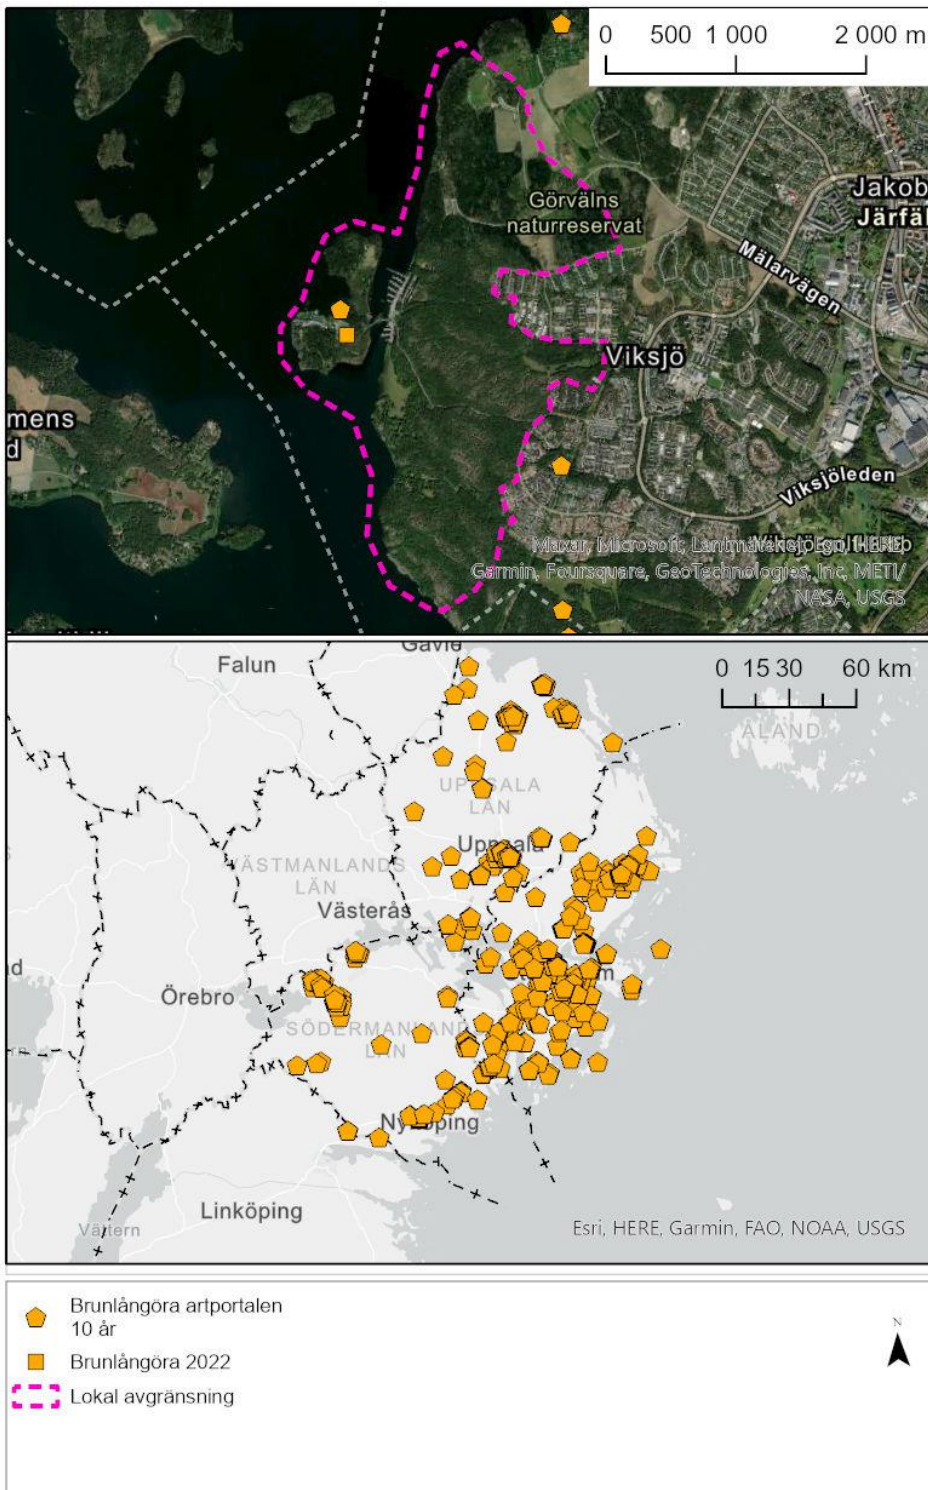 0 500 1 000 2 000 m
Jakob
Järfäl
Görvälns
naturreservat
Mälarvägen
Viksjö
mens
d
Viksjöleden
Maxar, Microsoft, Lantmäteriet, Esri, HERE,
Garmin, Foursquare, GeoTechnologies, Inc, METI/
NASA, USGS
Gävle
Falun
0 15 30 60 km
ÅLAND
UPPSALA
LÄN
Uppsala
VÄSTMANLANDS
LÄN
Västerås
d
m
Örebro
SÖDERMANLAND
LÄN
Nyköping
Linköping
Vättern
Esri, HERE, Garmin, FAO, NOAA, USGS
Brunlångöra artportalen
10 år
N
Brunlångöra 2022
Lokal avgränsning